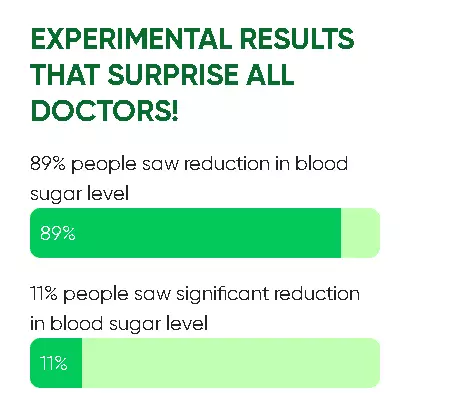 EXPERIMENTAL RESULTS
THAT SURPRISE ALL
DOCTORS!
89% people saw reduction in blood
sugar level
89%
11% people saw significant reduction
in blood sugar level
11%